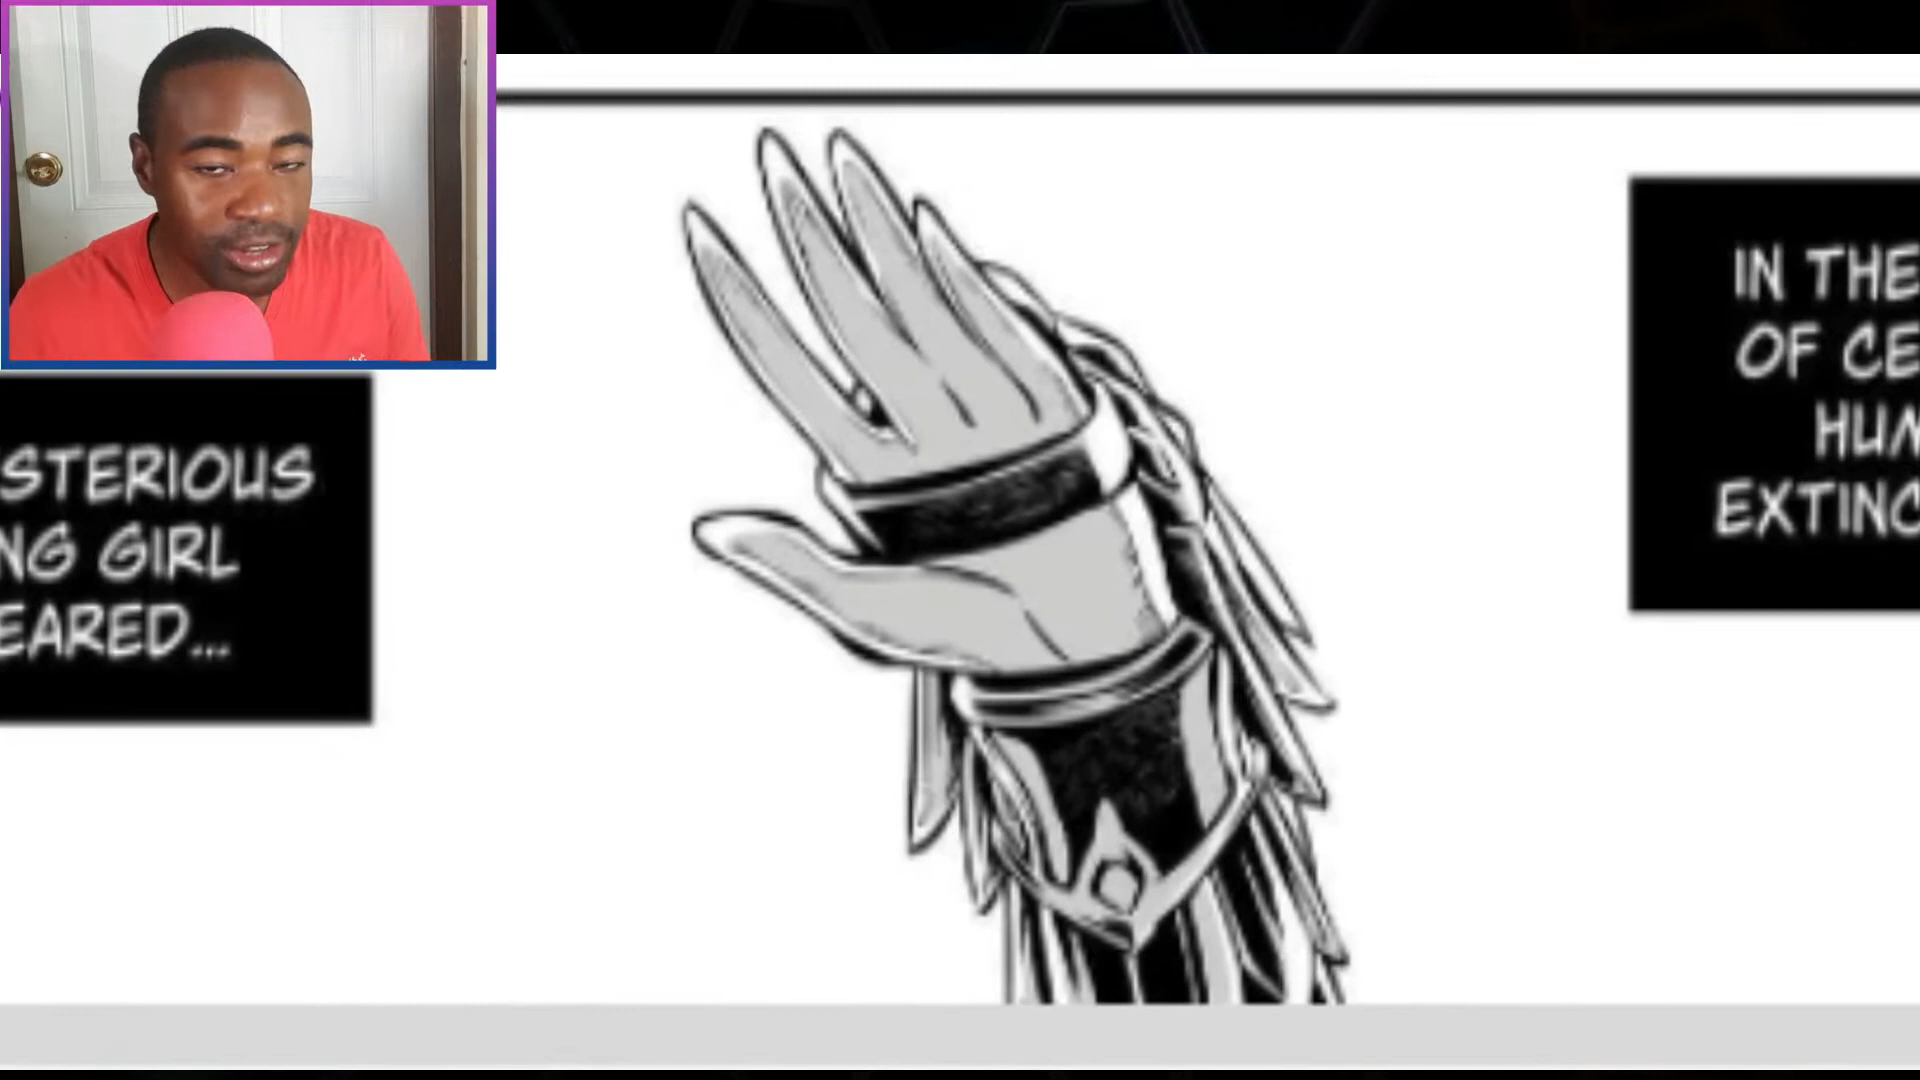 IN THE
OF CE
HUM
EXTINC
STERIOUS
NG GIRL
EARED...